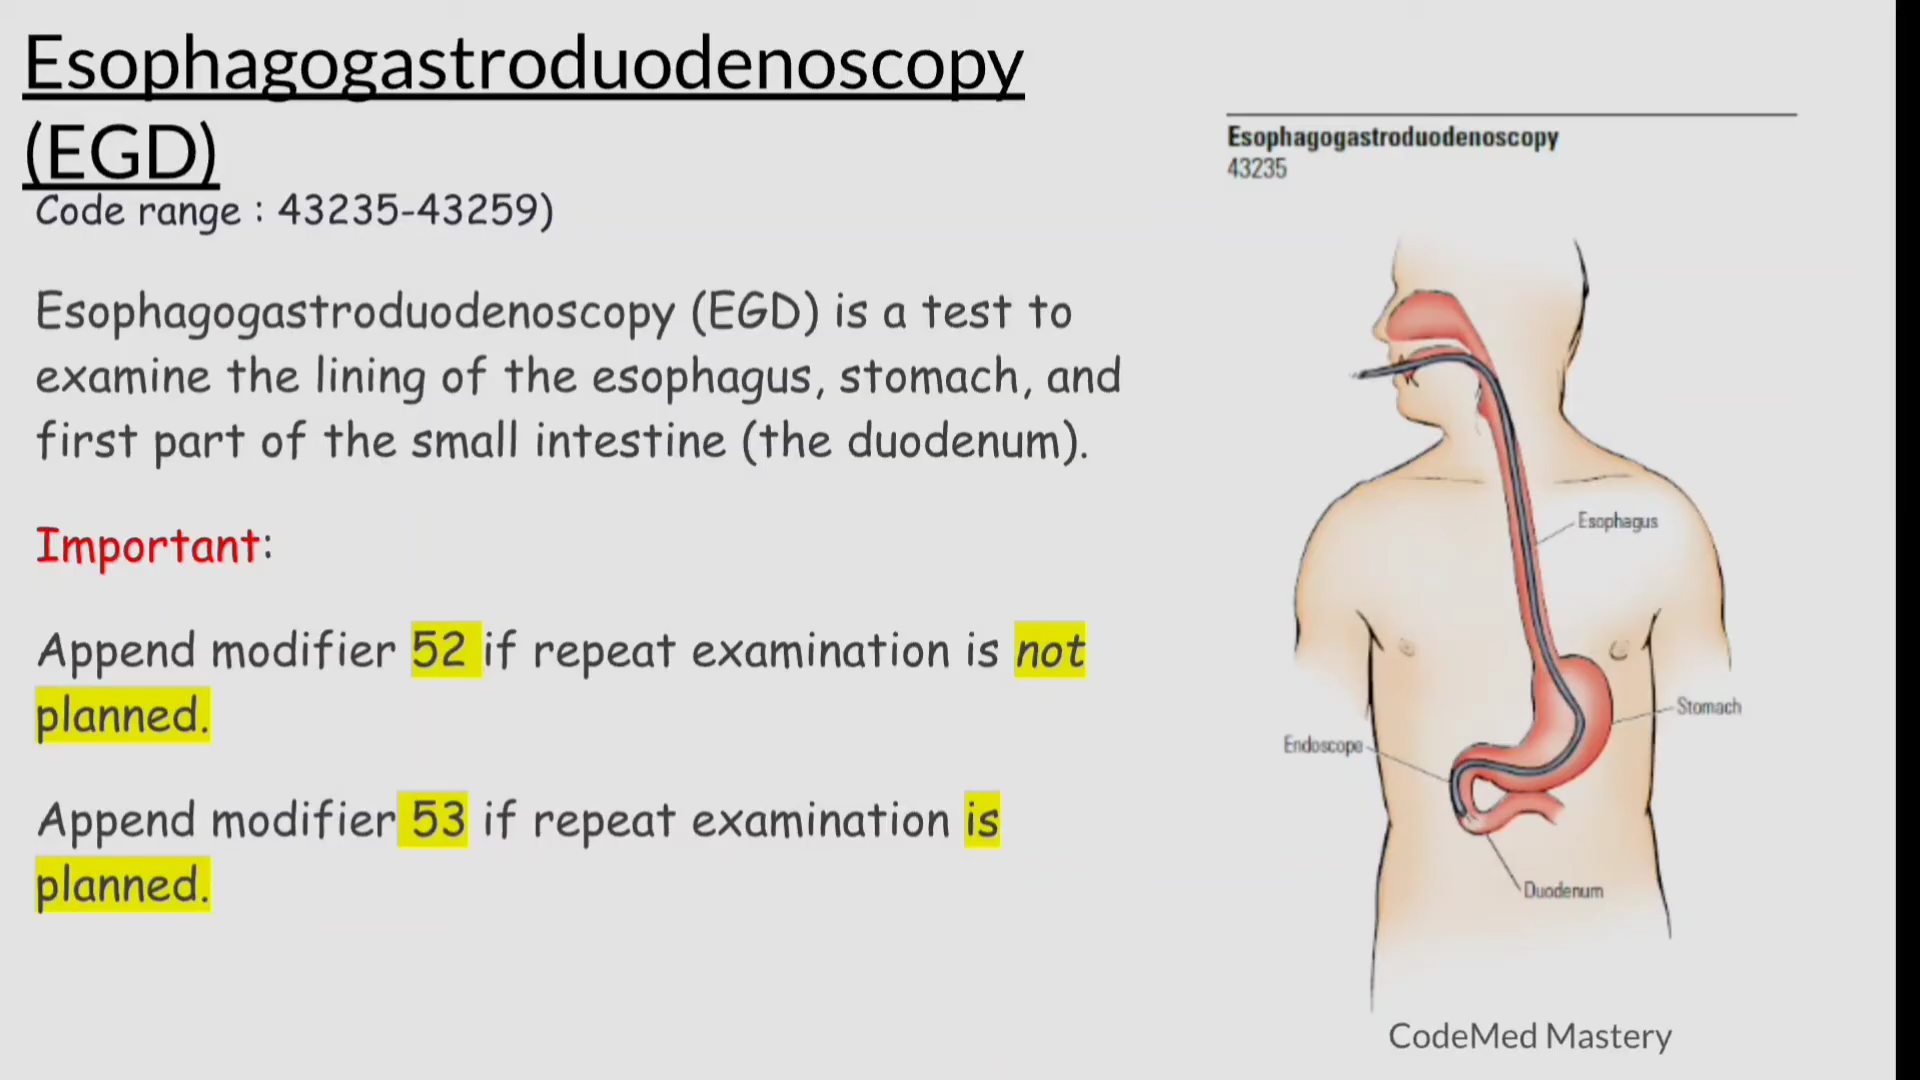 Esophagogastroduodenoscopy
(EGD)
Code range : 43235-43259)
Esophagogastroduodenoscopy (EGD) is a test to
examine the lining of the esophagus, stomach, and
first part of the small intestine (the duodenum).
Important:
Append modifier 52 if repeat examination is not
planned.
Append modifier 53 if repeat examination is
planned.
Esophagogastroduodenoscopy
43235
Esophagus
Stomach
Endoscope
Duodenum
CodeMed Mastery